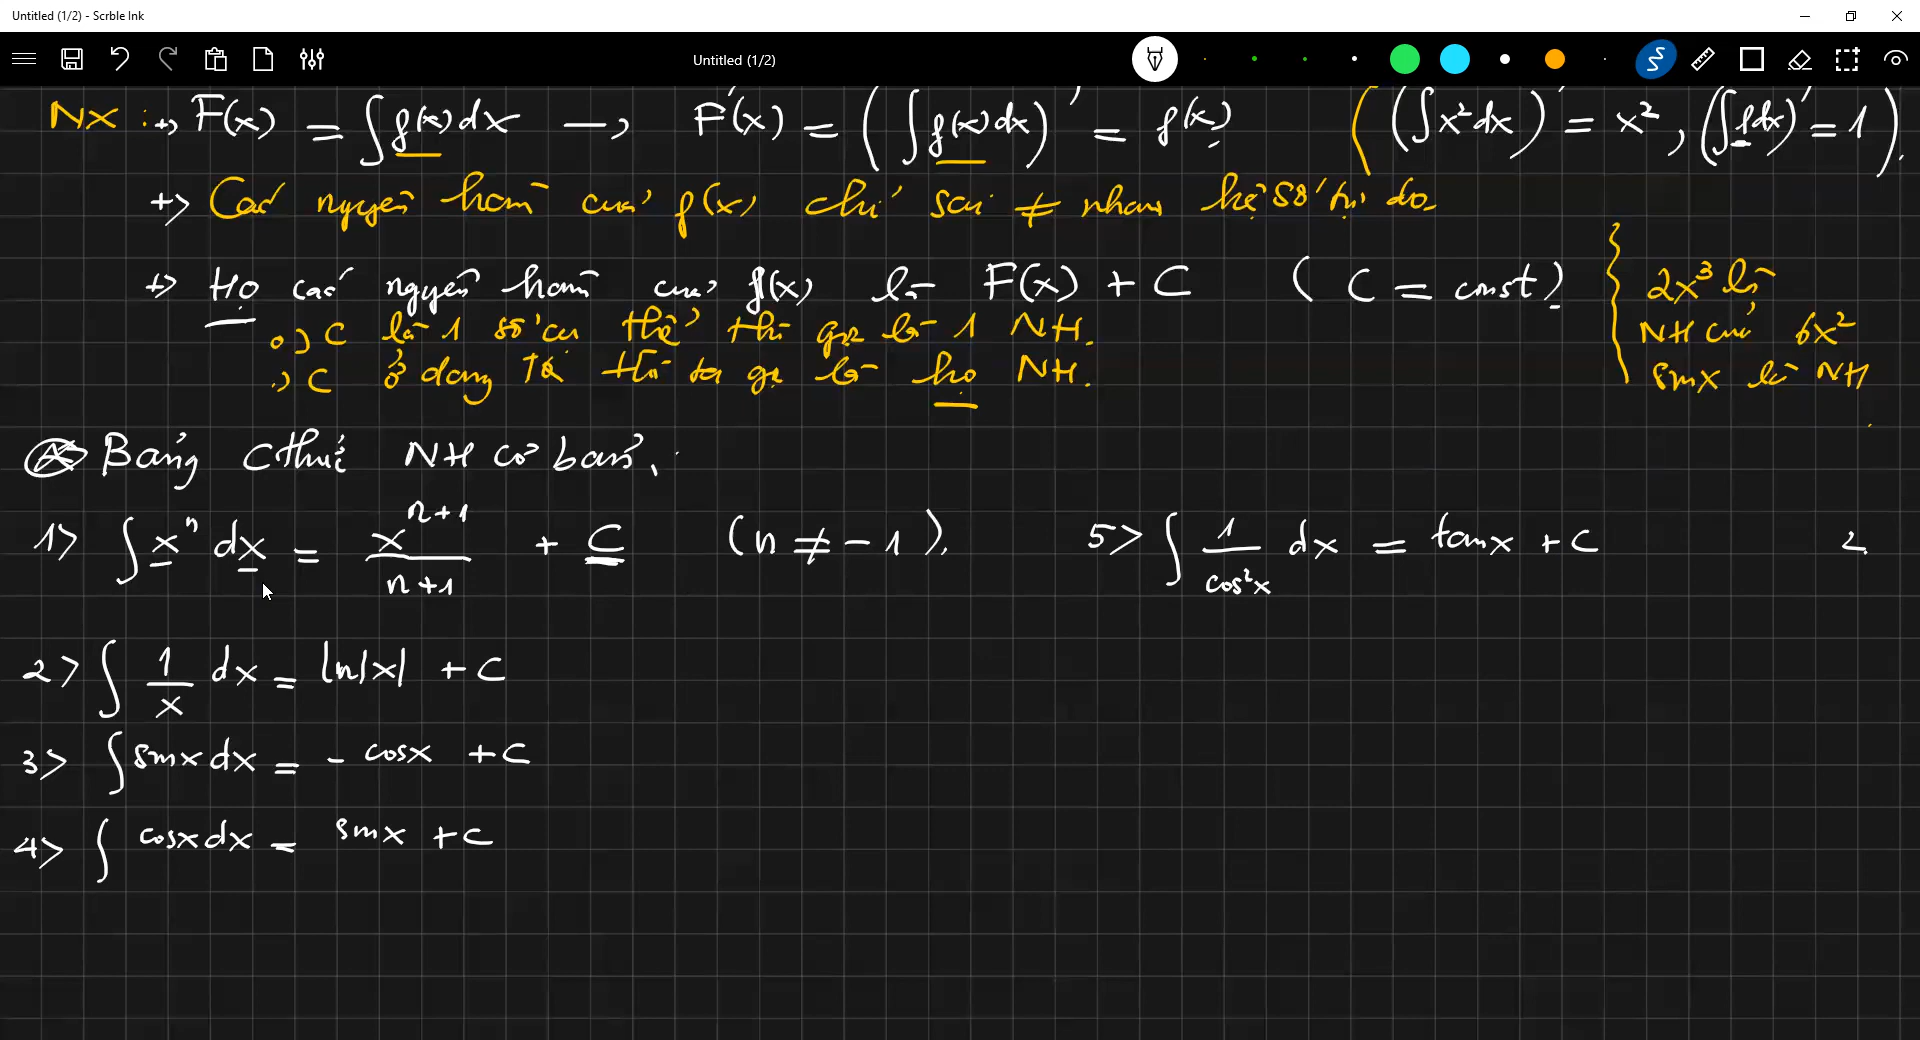 Untitled (1/2) - Scrble Ink
Untitled (1/2)
NX : +> F(x) = ∫f(x)dx → F'(x) = (∫f(x)dx)' = f(x). ((∫x²dx)' = x², (∫1dx)' = 1).
+> Các nguyên hàm của f(x) chỉ sai ≠ nhau hệ số tự do
+> Họ các nguyên hàm của f(x) là F(x) + C (C = const).
•) C là 1 số cụ thể thì gọi là 1 NH.
•) C ở dạng TQ thì ta gọi là họ NH.
2x³ là
NH của 6x²
sinx là NH
Bảng Cthức NH cơ bản.
1> ∫xⁿ dx = xⁿ⁺¹/(n+1) + C (n ≠ -1).
5> ∫ 1/cos²x dx = tanx + C
2
2> ∫ 1/x dx = ln|x| + C
3> ∫sinx dx = - cosx + C
4> ∫ cosx dx = sinx + C